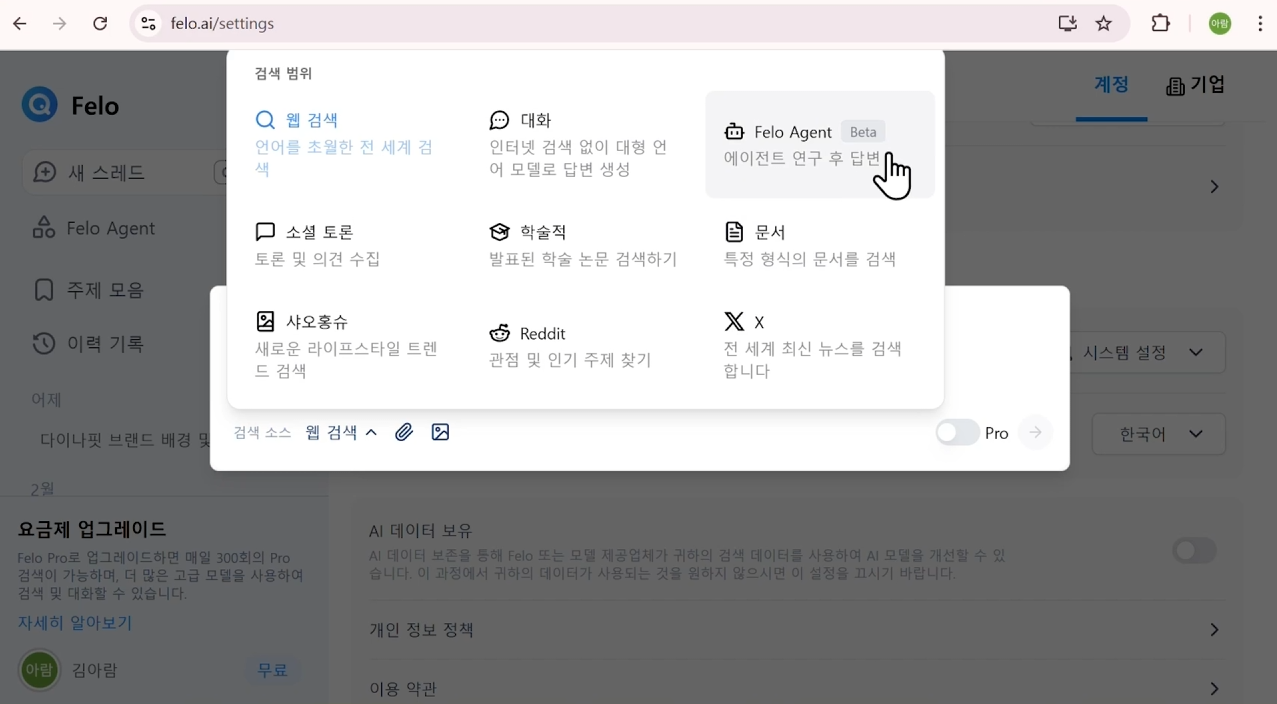 felo.ai/settings
아람
Felo
계정
기업
새 스레드
Felo Agent
주제 모음
이력 기록
어제
다이나핏 브랜드 배경 및
2월
요금제 업그레이드
Felo Pro로 업그레이드하면 매일 300회의 Pro
검색이 가능하며, 더 많은 고급 모델을 사용하여
검색 및 대화할 수 있습니다.
자세히 알아보기
아람
김아람
무료
검색 범위
웹 검색
언어를 초월한 전 세계 검
색
대화
인터넷 검색 없이 대형 언
어 모델로 답변 생성
Felo Agent Beta
에이전트 연구 후 답변
소셜 토론
토론 및 의견 수집
학술적
발표된 학술 논문 검색하기
문서
특정 형식의 문서를 검색
샤오홍슈
새로운 라이프스타일 트렌
드 검색
Reddit
관점 및 인기 주제 찾기
X
전 세계 최신 뉴스를 검색
합니다
검색 소스 웹 검색
Pro
시스템 설정
한국어
AI 데이터 보유
AI 데이터 보존을 통해 Felo 또는 모델 제공업체가 귀하의 검색 데이터를 사용하여 AI 모델을 개선할 수 있
습니다. 이 과정에서 귀하의 데이터가 사용되는 것을 원하지 않으시면 이 설정을 끄시기 바랍니다.
개인 정보 정책
이용 약관